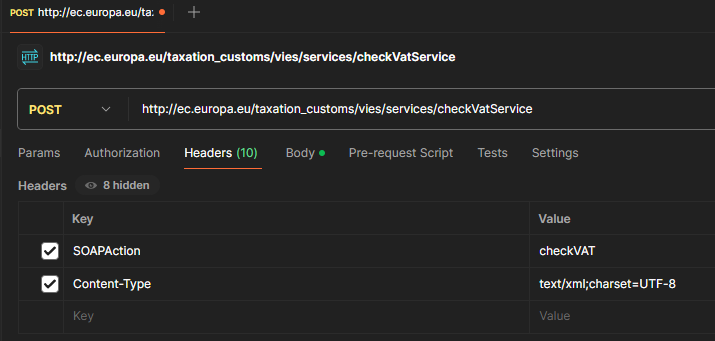 POST http://ec.europa.eu/tax
HTTP http://ec.europa.eu/taxation_customs/vies/services/checkVatService
POST http://ec.europa.eu/taxation_customs/vies/services/checkVatService
Params Authorization Headers (10) Body Pre-request Script Tests Settings
Headers 8 hidden
Key Value
SOAPAction checkVAT
Content-Type text/xml;charset=UTF-8
Key Value